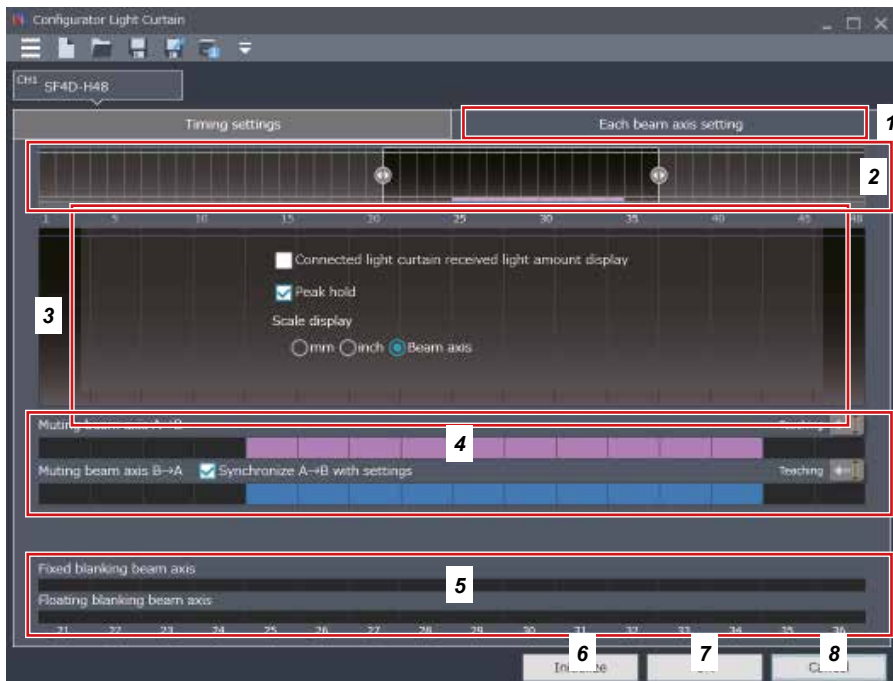 Configurator Light Curtain
CH1 SF4D-H48
Timing settings
Each beam axis setting
1
2
1 5 10 15 20 25 30 35 40 45 48
Connected light curtain received light amount display
Peak hold
3
Scale display
mm inch Beam axis
Muting beam axis A→B
Teaching
4
Muting beam axis B→A
Synchronize A→B with settings
Teaching
Fixed blanking beam axis
5
Floating blanking beam axis
21 22 23 24 25 26 27 28 29 30 31 32 33 34 35 36
6
7
8
Initialize
Cancel